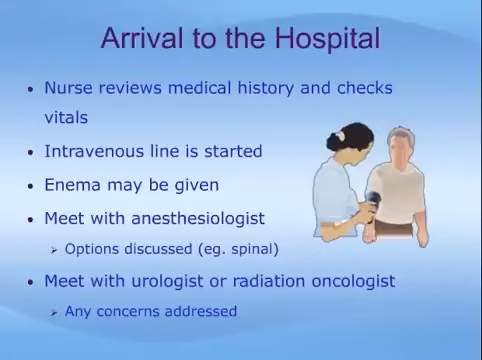 Arrival to the Hospital
• Nurse reviews medical history and checks
vitals
• Intravenous line is started
• Enema may be given
• Meet with anesthesiologist
➢ Options discussed (eg. spinal)
• Meet with urologist or radiation oncologist
➢ Any concerns addressed